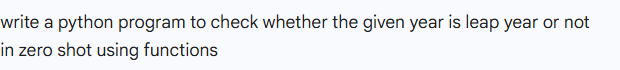 write a python program to check whether the given year is leap year or not
in zero shot using functions